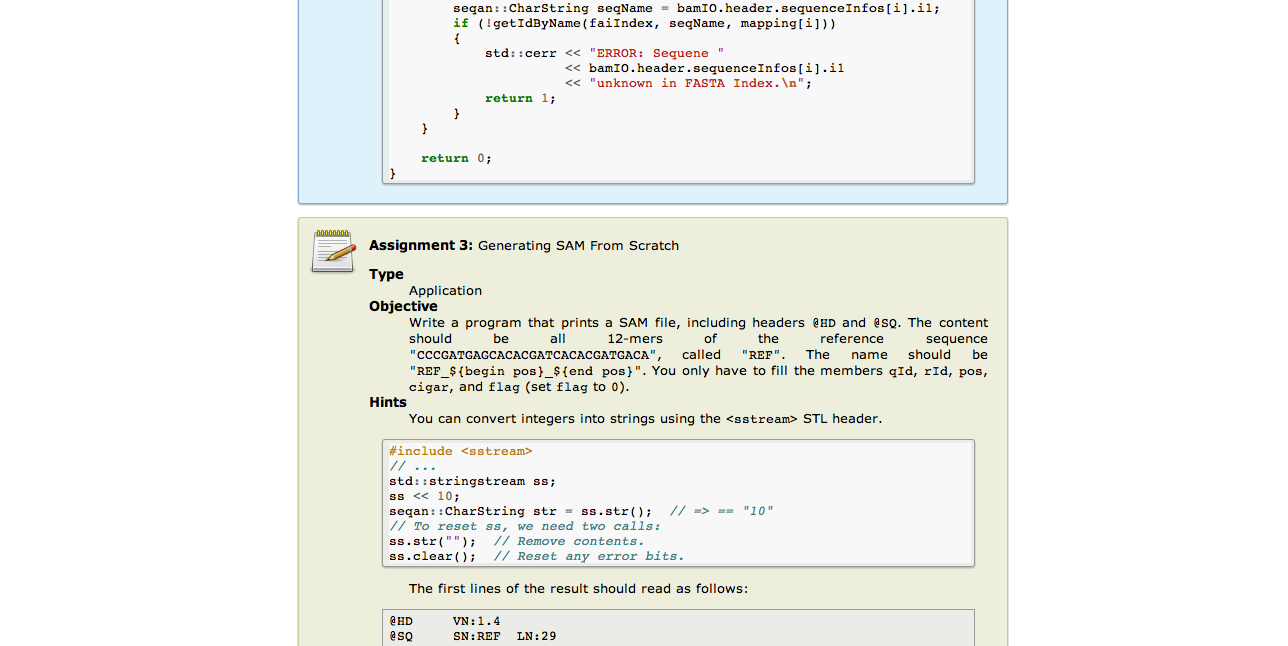 seqan::CharString seqName = bamIO.header.sequenceInfos[i].i1;
if (!getIdByName(faiIndex, seqName, mapping[i]))
{
std::cerr << "ERROR: Sequene "
<< bamIO.header.sequenceInfos[i].i1
<< "unknown in FASTA Index.\n";
return 1;
}
}
return 0;
}
Assignment 3: Generating SAM From Scratch
Type
Application
Objective
Write a program that prints a SAM file, including headers @HD and @SQ. The content
should be all 12-mers of the reference sequence
"CCCGATGAGCACACGATCACACGATGACA", called "REF". The name should be
"REF_${begin pos}_${end pos}". You only have to fill the members qId, rId, pos,
cigar, and flag (set flag to 0).
Hints
You can convert integers into strings using the <sstream> STL header.
#include <sstream>
// ...
std::stringstream ss;
ss << 10;
seqan::CharString str = ss.str();  // => == "10"
// To reset ss, we need two calls:
ss.str("");  // Remove contents.
ss.clear();  // Reset any error bits.
The first lines of the result should read as follows:
@HD     VN:1.4
@SQ     SN:REF  LN:29